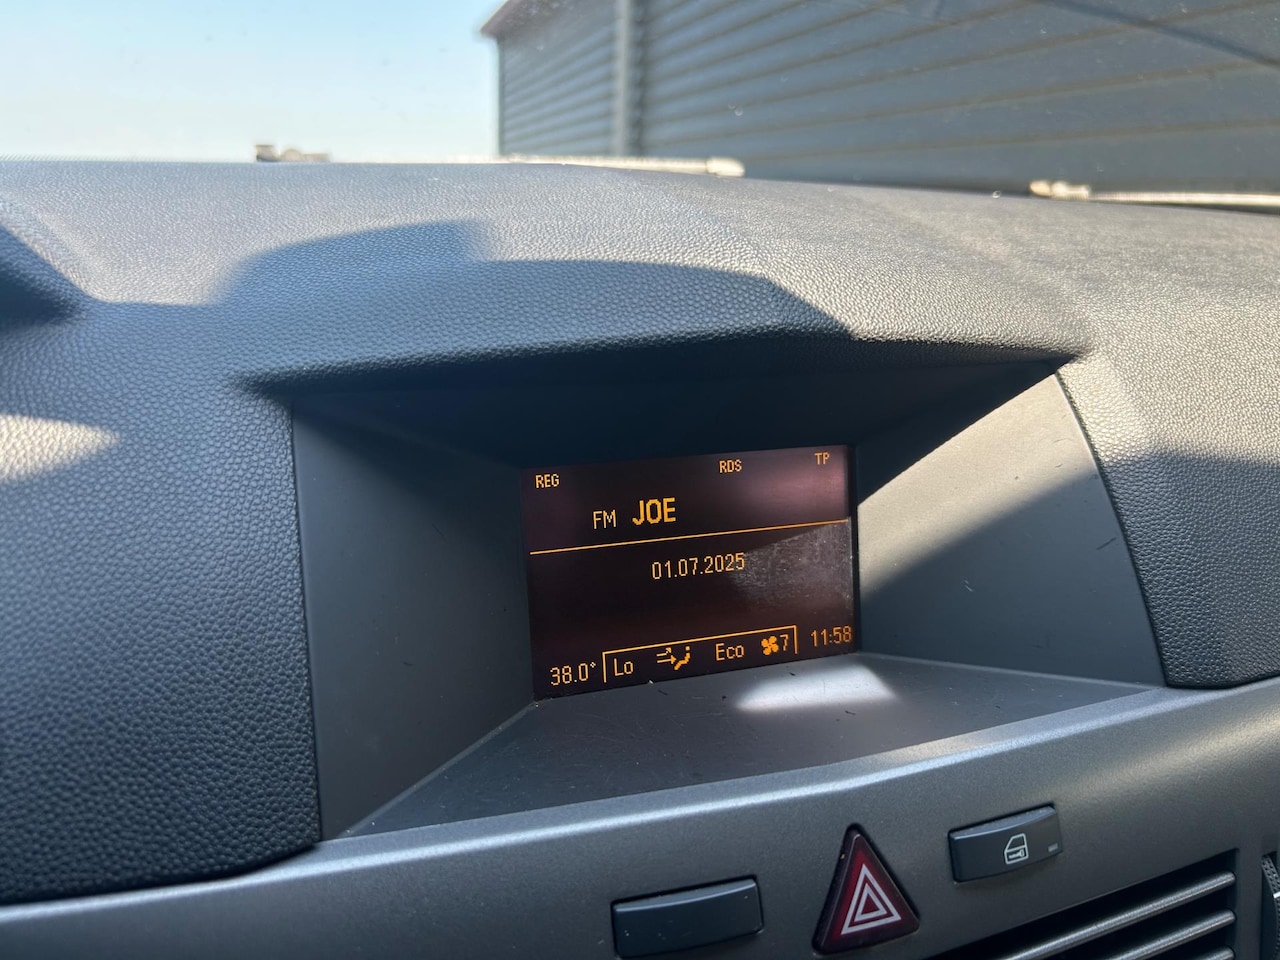 REG RDS TP
FM JOE
01.07.2025
38.0° Lo Eco 7 11:58